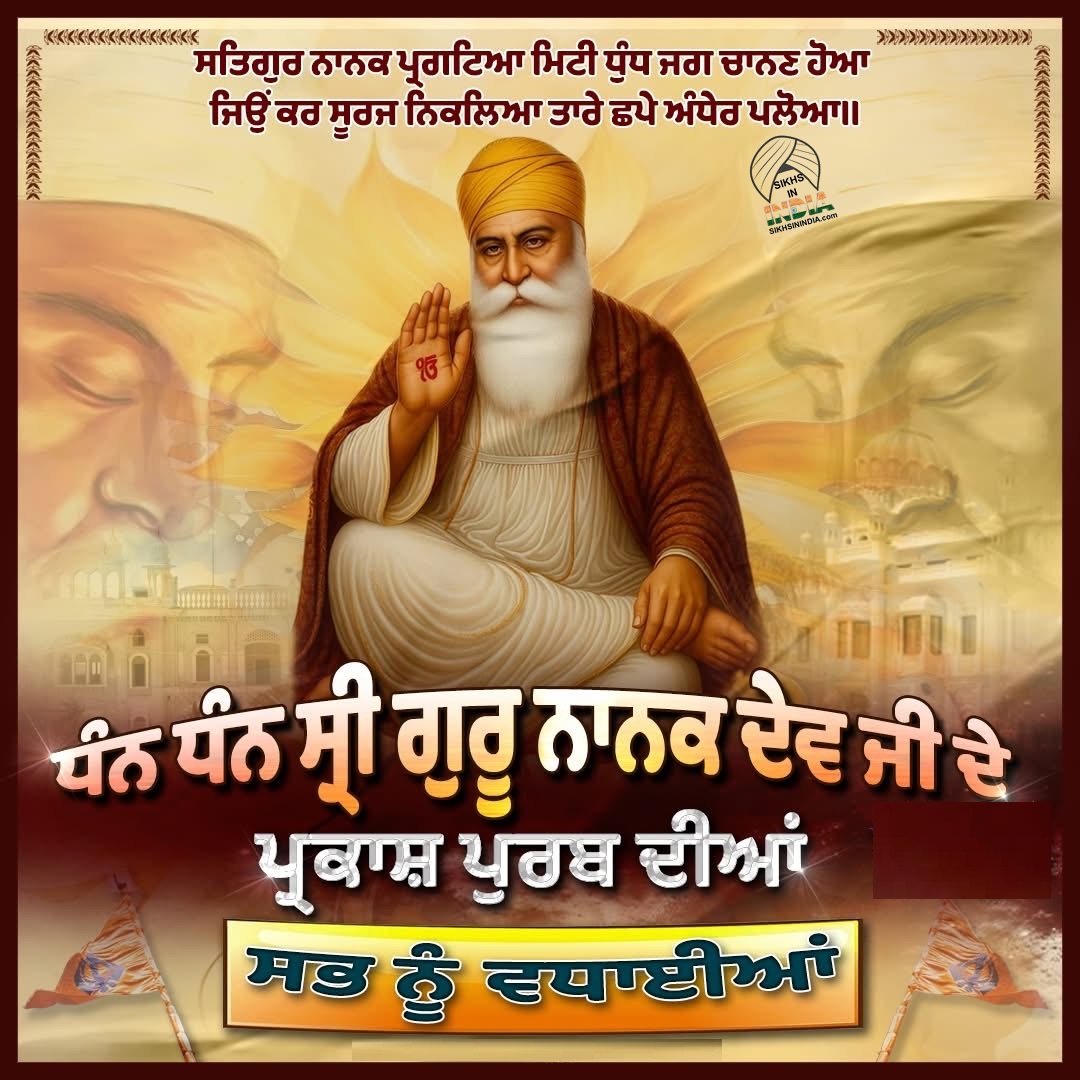 ਸਤਿਗੁਰ ਨਾਨਕ ਪ੍ਰਗਟਿਆ ਮਿਟੀ ਧੁੰਧ ਜਗ ਚਾਨਣ ਹੋਆ
ਜਿਉਂ ਕਰ ਸੂਰਜ ਨਿਕਲਿਆ ਤਾਰੇ ਛਪੇ ਅੰਧੇਰ ਪਲੋਆ॥
SIKHS
IN
INDIA
SIKHSININDIA.com
ੴ
ਧੰਨ ਧੰਨ ਸ੍ਰੀ ਗੁਰੂ ਨਾਨਕ ਦੇਵ ਜੀ ਦੇ
ਪ੍ਰਕਾਸ਼ ਪੁਰਬ ਦੀਆਂ
ਸਭ ਨੂੰ ਵਧਾਈਆਂ